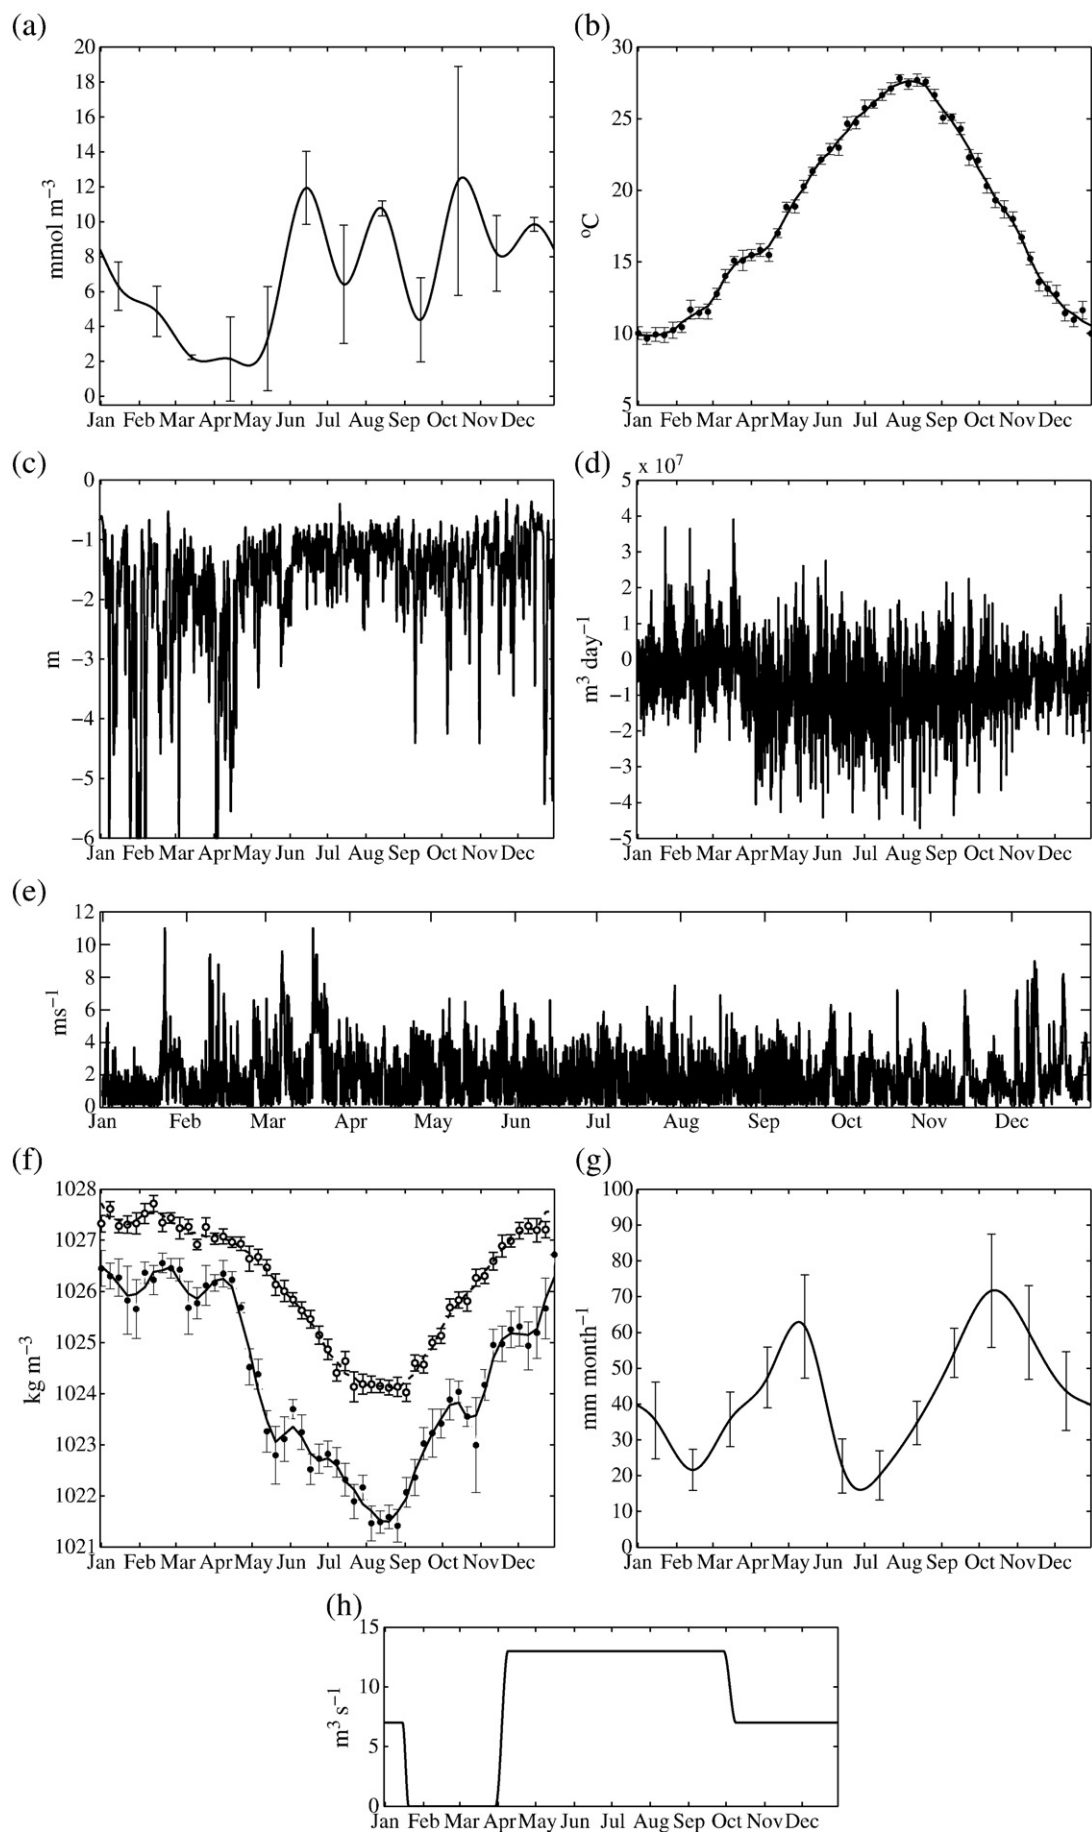 (a)
20
18
16
14
12
10
8
6
4
2
0
mmol m⁻³
Jan Feb Mar Apr May Jun Jul Aug Sep Oct Nov Dec
(b)
30
25
20
15
10
5
°C
Jan Feb Mar Apr May Jun Jul Aug Sep Oct Nov Dec
(c)
0
−1
−2
−3
−4
−5
−6
m
Jan Feb Mar Apr May Jun Jul Aug Sep Oct Nov Dec
(d)
x 10⁷
5
4
3
2
1
0
−1
−2
−3
−4
−5
m³ day⁻¹
Jan Feb Mar Apr May Jun Jul Aug Sep Oct Nov Dec
(e)
12
10
8
6
4
2
0
ms⁻¹
Jan Feb Mar Apr May Jun Jul Aug Sep Oct Nov Dec
(f)
1028
1027
1026
1025
1024
1023
1022
1021
kg m⁻³
Jan Feb Mar Apr May Jun Jul Aug Sep Oct Nov Dec
(g)
100
90
80
70
60
50
40
30
20
10
0
mm month⁻¹
Jan Feb Mar Apr May Jun Jul Aug Sep Oct Nov Dec
(h)
15
10
5
0
m³ s⁻¹
Jan Feb Mar Apr May Jun Jul Aug Sep Oct Nov Dec